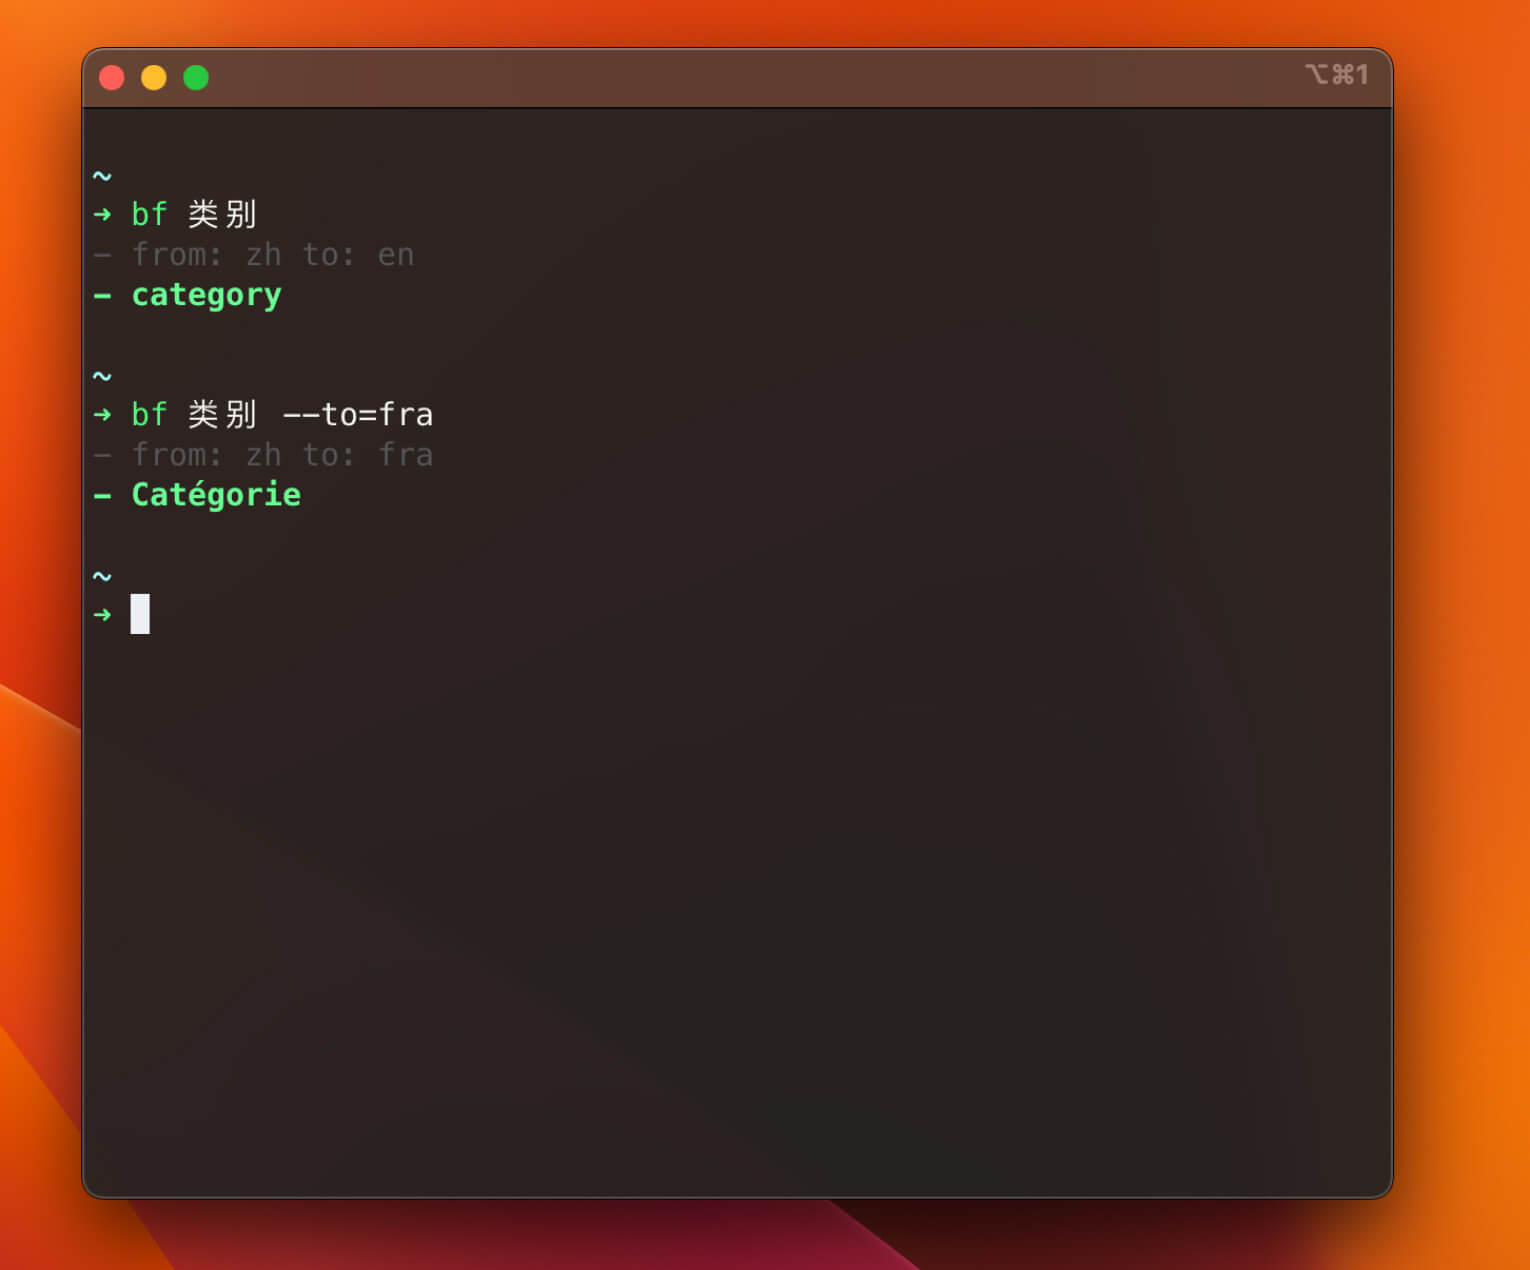 ⌥⌘1
~
➜ bf 类别
- from: zh to: en
- category
~
➜ bf 类别 --to=fra
- from: zh to: fra
- Catégorie
~
➜